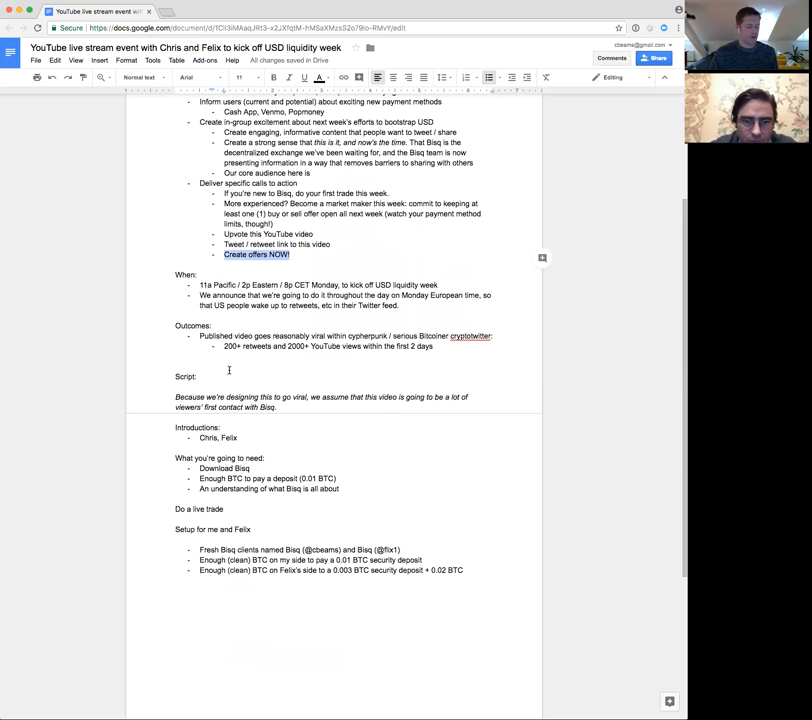 YouTube live stream event wit
cbeams@gmail.com
Secure
https://docs.google.com/document/d/
/edit
YouTube live stream event with Chris and Felix to kick off USD liquidity week
File Edit View Insert Format Tools Table Add-ons Help All changes saved in Drive
Comments
Share
Normal text
Arial
11
Editing
- Inform users (current and potential) about exciting new payment methods
- Cash App, Venmo, Popmoney
- Create in-group excitement about next week's efforts to bootstrap USD
- Create engaging, informative content that people want to tweet / share
- Create a strong sense that this is it, and now's the time. That Bisq is the
decentralized exchange we've been waiting for, and the Bisq team is now
presenting information in a way that removes barriers to sharing with others
- Our core audience here is
- Deliver specific calls to action
- If you're new to Bisq, do your first trade this week.
- More experienced? Become a market maker this week: commit to keeping at
least one (1) buy or sell offer open all next week (watch your payment method
limits, though!)
- Upvote this YouTube video
- Tweet / retweet link to this video
- Create offers NOW!
When:
- 11a Pacific / 2p Eastern / 8p CET Monday, to kick off USD liquidity week
- We announce that we're going to do it throughout the day on Monday European time, so
that US people wake up to retweets, etc in their Twitter feed.
Outcomes:
- Published video goes reasonably viral within cypherpunk / serious Bitcoiner cryptotwitter:
- 200+ retweets and 2000+ YouTube views within the first 2 days
Script:
Because we're designing this to go viral, we assume that this video is going to be a lot of
viewers' first contact with Bisq.
Introductions:
- Chris, Felix
What you're going to need:
- Download Bisq
- Enough BTC to pay a deposit (0.01 BTC)
- An understanding of what Bisq is all about
Do a live trade
Setup for me and Felix
- Fresh Bisq clients named Bisq (@cbeams) and Bisq (@flix1)
- Enough (clean) BTC on my side to pay a 0.01 BTC security deposit
- Enough (clean) BTC on Felix's side to a 0.003 BTC security deposit + 0.02 BTC